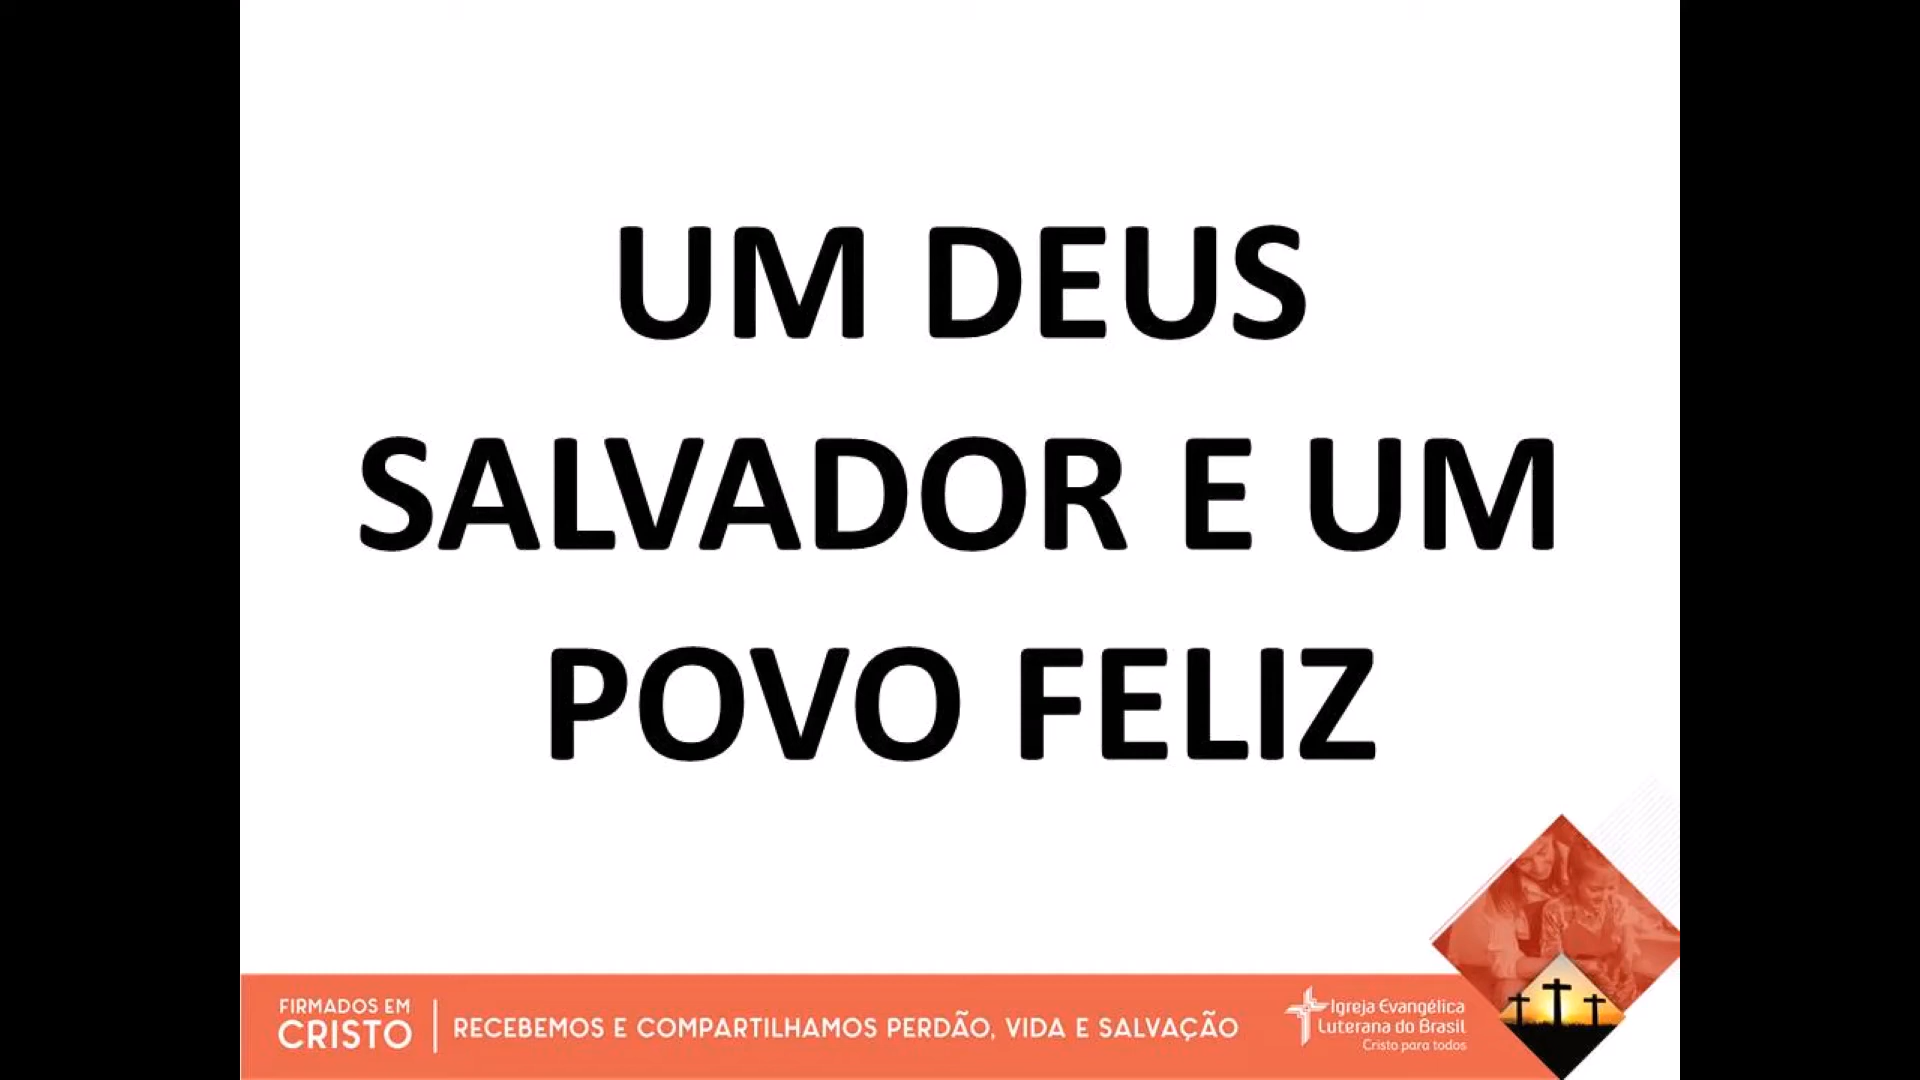 UM DEUS
SALVADOR E UM
POVO FELIZ
FIRMADOS EM
CRISTO
RECEBEMOS E COMPARTILHAMOS PERDÃO, VIDA E SALVAÇÃO
Igreja Evangélica
Luterana do Brasil
Cristo para todos